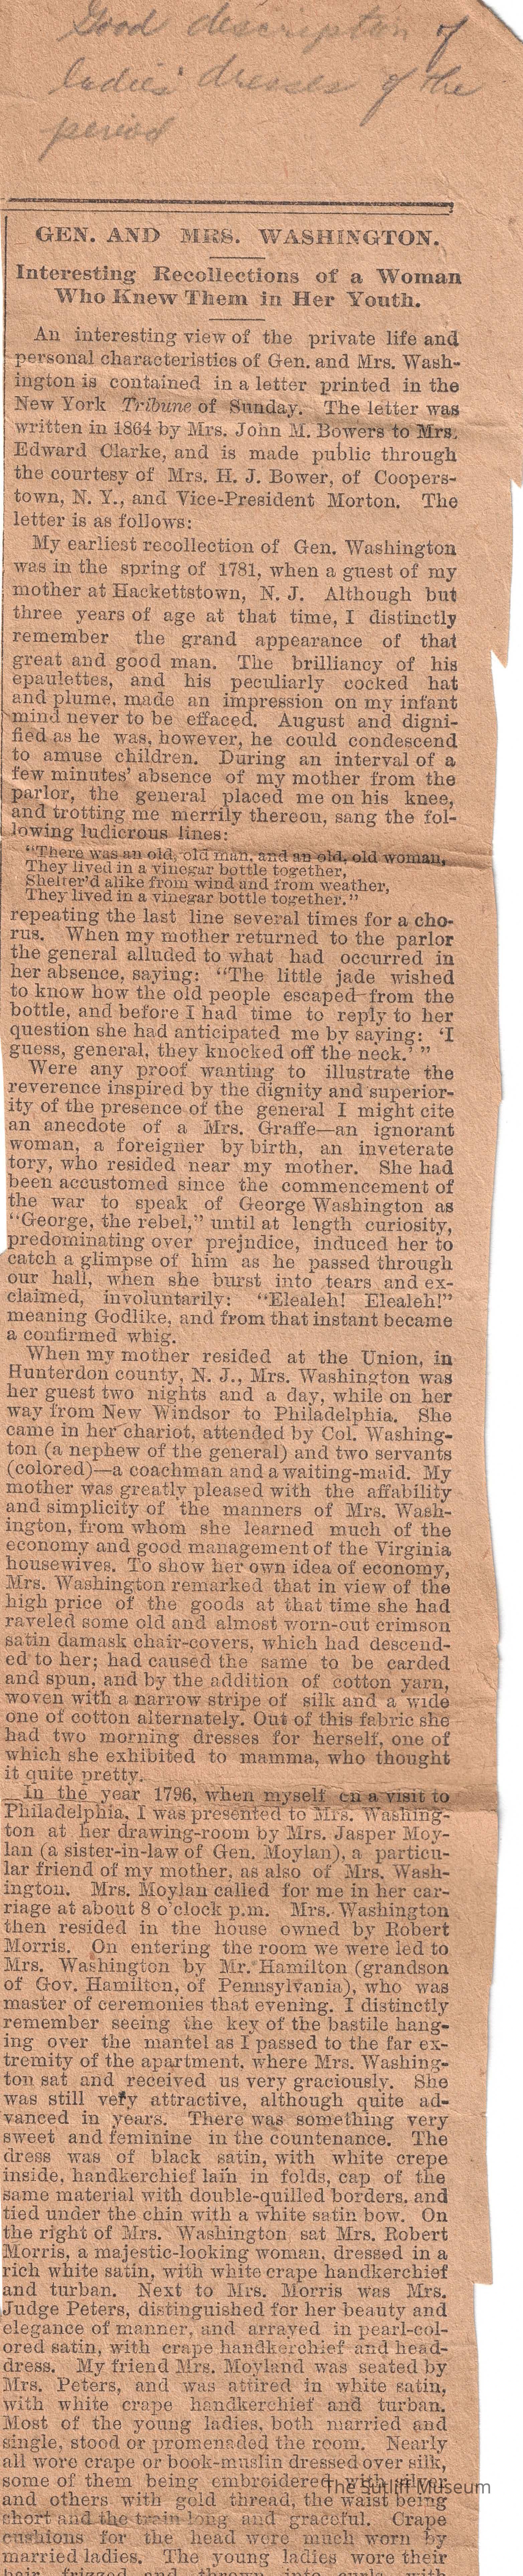 Good description of
ladies' dresses of the
period
GEN. AND MRS. WASHINGTON.
Interesting Recollections of a Woman
Who Knew Them in Her Youth.
An interesting view of the private life and
personal characteristics of Gen. and Mrs. Wash-
ington is contained in a letter printed in the
New York Tribune of Sunday. The letter was
written in 1864 by Mrs. John M. Bowers to Mrs.
Edward Clarke, and is made public through
the courtesy of Mrs. H. J. Bower, of Coopers-
town, N. Y., and Vice-President Morton. The
letter is as follows:
My earliest recollection of Gen. Washington
was in the spring of 1781, when a guest of my
mother at Hackettstown, N. J. Although but
three years of age at that time, I distinctly
remember the grand appearance of that
great and good man. The brilliancy of his
epaulettes, and his peculiarly cocked hat
and plume, made an impression on my infant
mind never to be effaced. August and digni-
fied as he was, however, he could condescend
to amuse children. During an interval of a
few minutes' absence of my mother from the
parlor, the general placed me on his knee,
and trotting me merrily thereon, sang the fol-
lowing ludicrous lines:
"There was an old, old man, and an old, old woman,
They lived in a vinegar bottle together,
Shelter'd alike from wind and from weather,
They lived in a vinegar bottle together."
repeating the last line several times for a cho-
rus. When my mother returned to the parlor
the general alluded to what had occurred in
her absence, saying: "The little jade wished
to know how the old people escaped from the
bottle, and before I had time to reply to her
question she had anticipated me by saying: 'I
guess, general, they knocked off the neck.' "
Were any proof wanting to illustrate the
reverence inspired by the dignity and superior-
ity of the presence of the general I might cite
an anecdote of a Mrs. Graffe—an ignorant
woman, a foreigner by birth, an inveterate
tory, who resided near my mother. She had
been accustomed since the commencement of
the war to speak of George Washington as
"George, the rebel," until at length curiosity,
predominating over prejndice, induced her to
catch a glimpse of him as he passed through
our hall, when she burst into tears and ex-
claimed, involuntarily: "Elealeh! Elealeh!"
meaning Godlike, and from that instant became
a confirmed whig.
When my mother resided at the Union, in
Hunterdon county, N. J., Mrs. Washington was
her guest two nights and a day, while on her
way from New Windsor to Philadelphia. She
came in her chariot, attended by Col. Washing-
ton (a nephew of the general) and two servants
(colored)—a coachman and a waiting-maid. My
mother was greatly pleased with the affability
and simplicity of the manners of Mrs. Wash-
ington, from whom she learned much of the
economy and good management of the Virginia
housewives. To show her own idea of economy,
Mrs. Washington remarked that in view of the
high price of the goods at that time she had
raveled some old and almost worn-out crimson
satin damask chair-covers, which had descend-
ed to her; had caused the same to be carded
and spun, and by the addition of cotton yarn,
woven with a narrow stripe of silk and a wide
one of cotton alternately. Out of this fabric she
had two morning dresses for herself, one of
which she exhibited to mamma, who thought
it quite pretty.
In the year 1796, when myself on a visit to
Philadelphia, I was presented to Mrs. Washing-
ton at her drawing-room by Mrs. Jasper Moy-
lan (a sister-in-law of Gen. Moylan), a particu-
lar friend of my mother, as also of Mrs. Wash-
ington. Mrs. Moylan called for me in her car-
riage at about 8 o'clock p.m. Mrs. Washington
then resided in the house owned by Robert
Morris. On entering the room we were led to
Mrs. Washington by Mr. Hamilton (grandson
of Gov. Hamilton, of Pennsylvania), who was
master of ceremonies that evening. I distinctly
remember seeing the key of the bastile hang-
ing over the mantel as I passed to the far ex-
tremity of the apartment, where Mrs. Washing-
ton sat and received us very graciously. She
was still very attractive, although quite ad-
vanced in years. There was something very
sweet and feminine in the countenance. The
dress was of black satin, with white crepe
inside, handkerchief lain in folds, cap of the
same material with double-quilled borders, and
tied under the chin with a white satin bow. On
the right of Mrs. Washington sat Mrs. Robert
Morris, a majestic-looking woman, dressed in a
rich white satin, with white crape handkerchief
and turban. Next to Mrs. Morris was Mrs.
Judge Peters, distinguished for her beauty and
elegance of manner, and arrayed in pearl-col-
ored satin, with crape handkerchief and head-
dress. My friend Mrs. Moyland was seated by
Mrs. Peters, and was attired in white satin,
with white crape handkerchief and turban.
Most of the young ladies, both married and
single, stood or promenaded the room. Nearly
all wore crape or book-muslin dressed over silk,
some of them being embroidered with silver
and others with gold thread, the waist being
short and the train long and graceful. Crape
cushions for the head were much worn by
married ladies. The young ladies wore their
hair frizzed and thrown into curls with
The Sutliff Museum